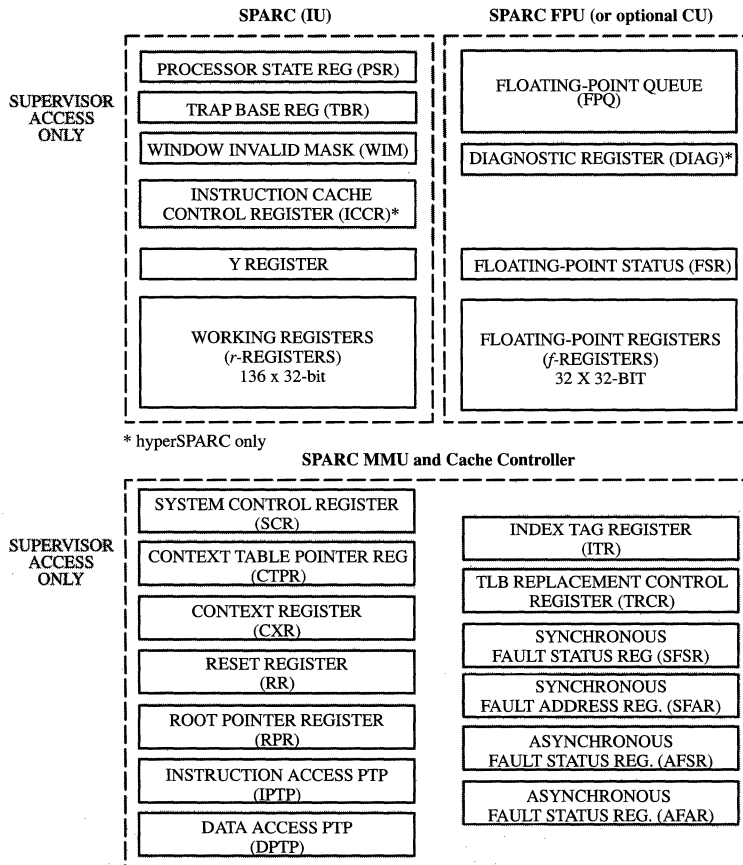 SPARC (IU)
SPARC FPU (or optional CU)
SUPERVISOR
ACCESS
ONLY
PROCESSOR STATE REG (PSR)
TRAP BASE REG (TBR)
WINDOW INVALID MASK (WIM)
INSTRUCTION CACHE
CONTROL REGISTER (ICCR)*
Y REGISTER
WORKING REGISTERS
(r-REGISTERS)
136 x 32-bit
FLOATING-POINT QUEUE
(FPQ)
DIAGNOSTIC REGISTER (DIAG)*
FLOATING-POINT STATUS (FSR)
FLOATING-POINT REGISTERS
(f-REGISTERS)
32 X 32-BIT
* hyperSPARC only
SPARC MMU and Cache Controller
SUPERVISOR
ACCESS
ONLY
SYSTEM CONTROL REGISTER
(SCR)
CONTEXT TABLE POINTER REG
(CTPR)
CONTEXT REGISTER
(CXR)
RESET REGISTER
(RR)
ROOT POINTER REGISTER
(RPR)
INSTRUCTION ACCESS PTP
(IPTP)
DATA ACCESS PTP
(DPTP)
INDEX TAG REGISTER
(ITR)
TLB REPLACEMENT CONTROL
REGISTER (TRCR)
SYNCHRONOUS
FAULT STATUS REG (SFSR)
SYNCHRONOUS
FAULT ADDRESS REG. (SFAR)
ASYNCHRONOUS
FAULT STATUS REG. (AFSR)
ASYNCHRONOUS
FAULT STATUS REG. (AFAR)